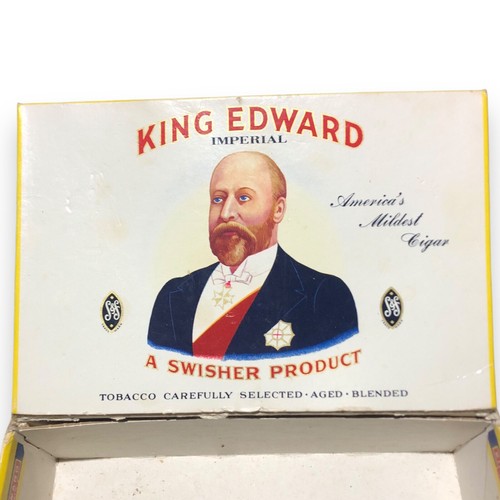 KING EDWARD
IMPERIAL
America's
Mildest
Cigar
A SWISHER PRODUCT
TOBACCO CAREFULLY SELECTED · AGED · BLENDED